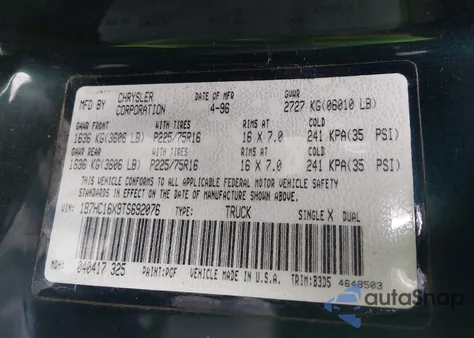 MFD BY CHRYSLER CORPORATION DATE OF MFR 4-96 GVWR 2727 KG(06010 LB)
GAWR FRONT WITH TIRES RIMS AT COLD
1636 KG(3606 LB) P225/75R16 16 X 7.0 241 KPA(35 PSI)
GAWR REAR WITH TIRES RIMS AT COLD
1636 KG(3606 LB) P225/75R16 16 X 7.0 241 KPA(35 PSI)
THIS VEHICLE CONFORMS TO ALL APPLICABLE FEDERAL MOTOR VEHICLE SAFETY
STANDARDS IN EFFECT ON THE DATE OF MANUFACTURE SHOWN ABOVE
VIN: 1B7HC16X9TS692076 TYPE: TRUCK SINGLE X DUAL
MDH: 040417 325 PAINT:PGF VEHICLE MADE IN U.S.A. TRIM:B3D5 4648503
autoSnap